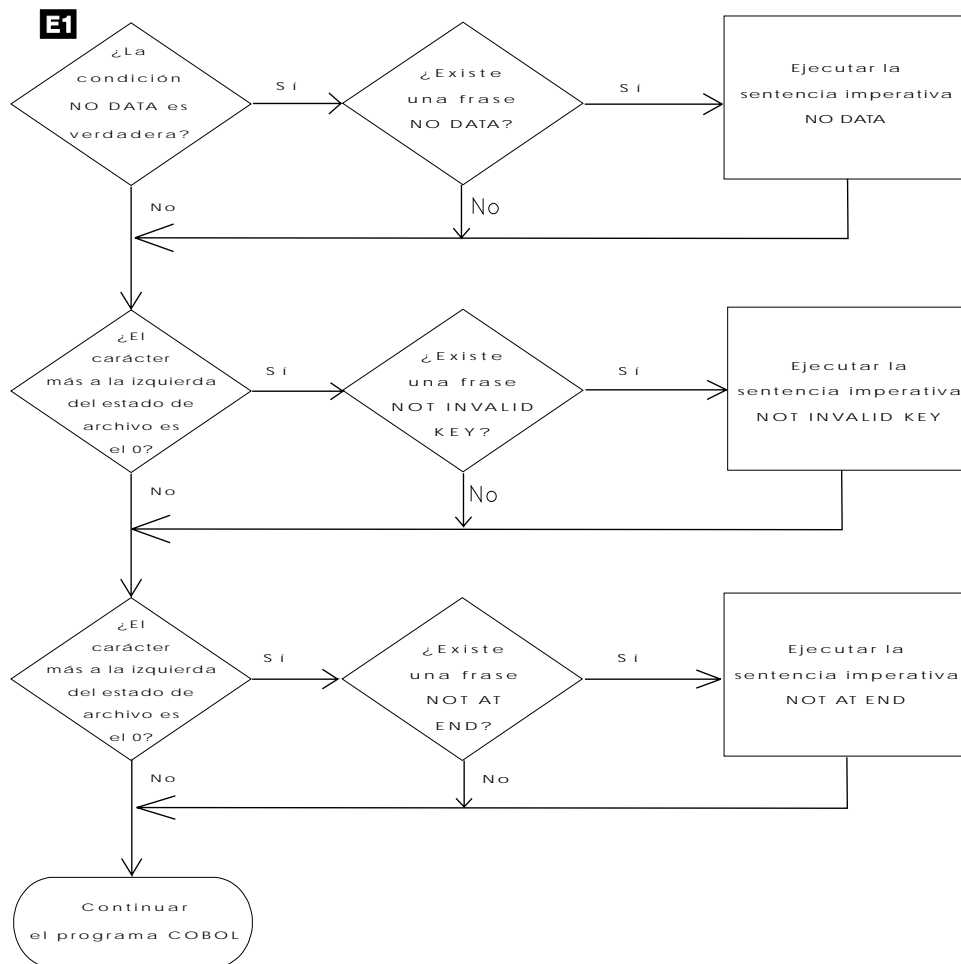 E1
¿La
condición
NO DATA es
verdadera?
Sí
¿Existe
una frase
NO DATA?
Sí
Ejecutar la
sentencia imperativa
NO DATA
No
No
¿El
carácter
más a la izquierda
del estado de
archivo es
el 0?
Sí
¿Existe
una frase
NOT INVALID
KEY?
Sí
Ejecutar la
sentencia imperativa
NOT INVALID KEY
No
No
¿El
carácter
más a la izquierda
del estado de
archivo es
el 0?
Sí
¿Existe
una frase
NOT AT
END?
Sí
Ejecutar la
sentencia imperativa
NOT AT END
No
No
Continuar
el programa COBOL